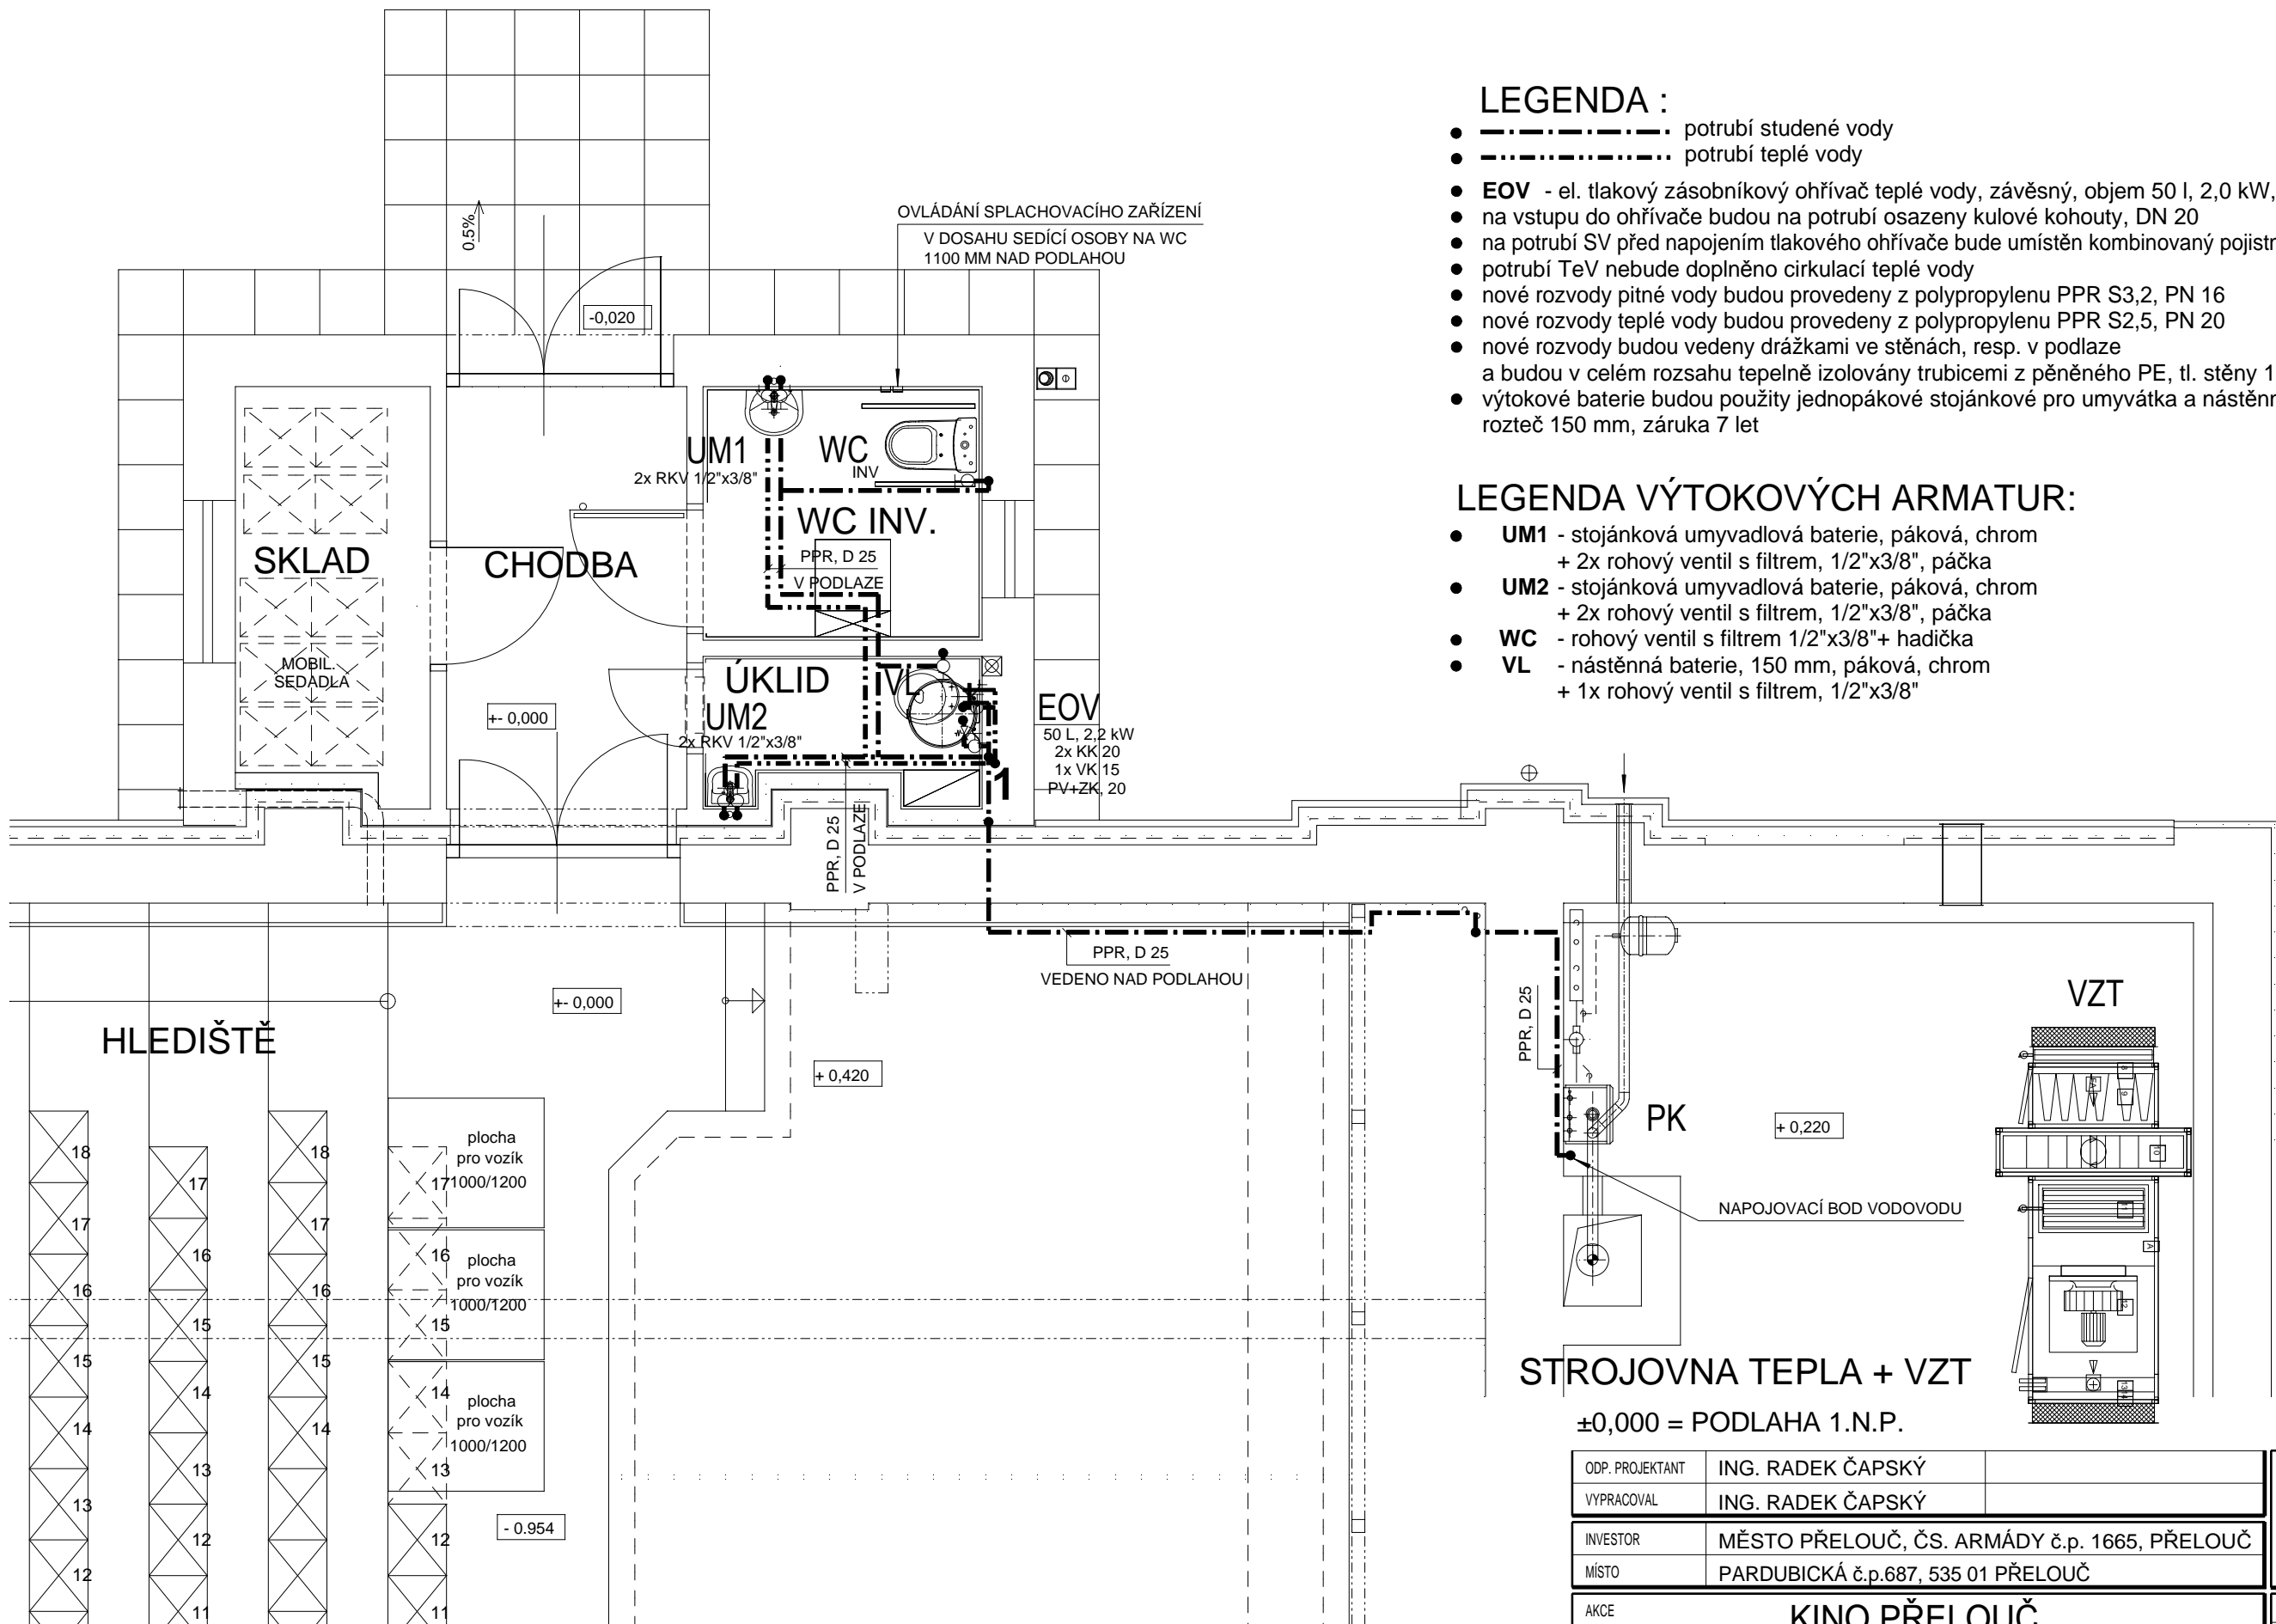 LEGENDA :
potrubí studené vody
potrubí teplé vody
EOV - el. tlakový zásobníkový ohřívač teplé vody, závěsný, objem 50 l, 2,0 kW,
na vstupu do ohřívače budou na potrubí osazeny kulové kohouty, DN 20
na potrubí SV před napojením tlakového ohřívače bude umístěn kombinovaný
potrubí TeV nebude doplněno cirkulací teplé vody
nové rozvody pitné vody budou provedeny z polypropylenu PPR S3,2, PN 16
nové rozvody teplé vody budou provedeny z polypropylenu PPR S2,5, PN 20
nové rozvody budou vedeny drážkami ve stěnách, resp. v podlaze
a budou v celém rozsahu tepelně izolovány trubicemi z pěněného PE, tl. stěny 1
výtokové baterie budou použity jednopákové stojánkové pro umyvátka a
rozteč 150 mm, záruka 7 let
LEGENDA VÝTOKOVÝCH ARMATUR:
UM1 - stojánková umyvadlová baterie, páková, chrom
+ 2x rohový ventil s filtrem, 1/2"x3/8", páčka
UM2 - stojánková umyvadlová baterie, páková, chrom
+ 2x rohový ventil s filtrem, 1/2"x3/8", páčka
WC - rohový ventil s filtrem 1/2"x3/8"+ hadička
VL - nástěnná baterie, 150 mm, páková, chrom
+ 1x rohový ventil s filtrem, 1/2"x3/8"
0.5%
OVLÁDÁNÍ SPLACHOVACÍHO ZAŘÍZENÍ
V DOSAHU SEDÍCÍ OSOBY NA WC
1100 MM NAD PODLAHOU
-0,020
UM1
2x RKV 1/2"x3/8"
WC
INV
WC INV.
PPR, D 25
V PODLAZE
SKLAD
CHODBA
MOBIL.
SEDADLA
+- 0,000
ÚKLID
VL
UM2
2x RKV 1/2"x3/8"
EOV
50 L, 2,2 kW
2x KK 20
1x VK 15
PV+ZK, 20
1
PPR, D 25
V PODLAZE
PPR, D 25
VEDENO NAD PODLAHOU
PPR, D 25
HLEDIŠTĚ
+- 0,000
+ 0,420
VZT
PK
+ 0,220
NAPOJOVACÍ BOD VODOVODU
8
9
10
11
A
12
plocha
pro vozík
1000/1200
plocha
pro vozík
1000/1200
plocha
pro vozík
1000/1200
18
17
16
15
14
13
12
17
16
15
14
13
12
11
18
17
16
15
14
17
16
15
14
13
12
11
- 0.954
STROJOVNA TEPLA + VZT
±0,000 = PODLAHA 1.N.P.
ODP. PROJEKTANT ING. RADEK ČAPSKÝ
VYPRACOVAL ING. RADEK ČAPSKÝ
INVESTOR MĚSTO PŘELOUČ, ČS. ARMÁDY č.p. 1665, PŘELOUČ
MÍSTO PARDUBICKÁ č.p.687, 535 01 PŘELOUČ
AKCE KINO PŘELOUČ